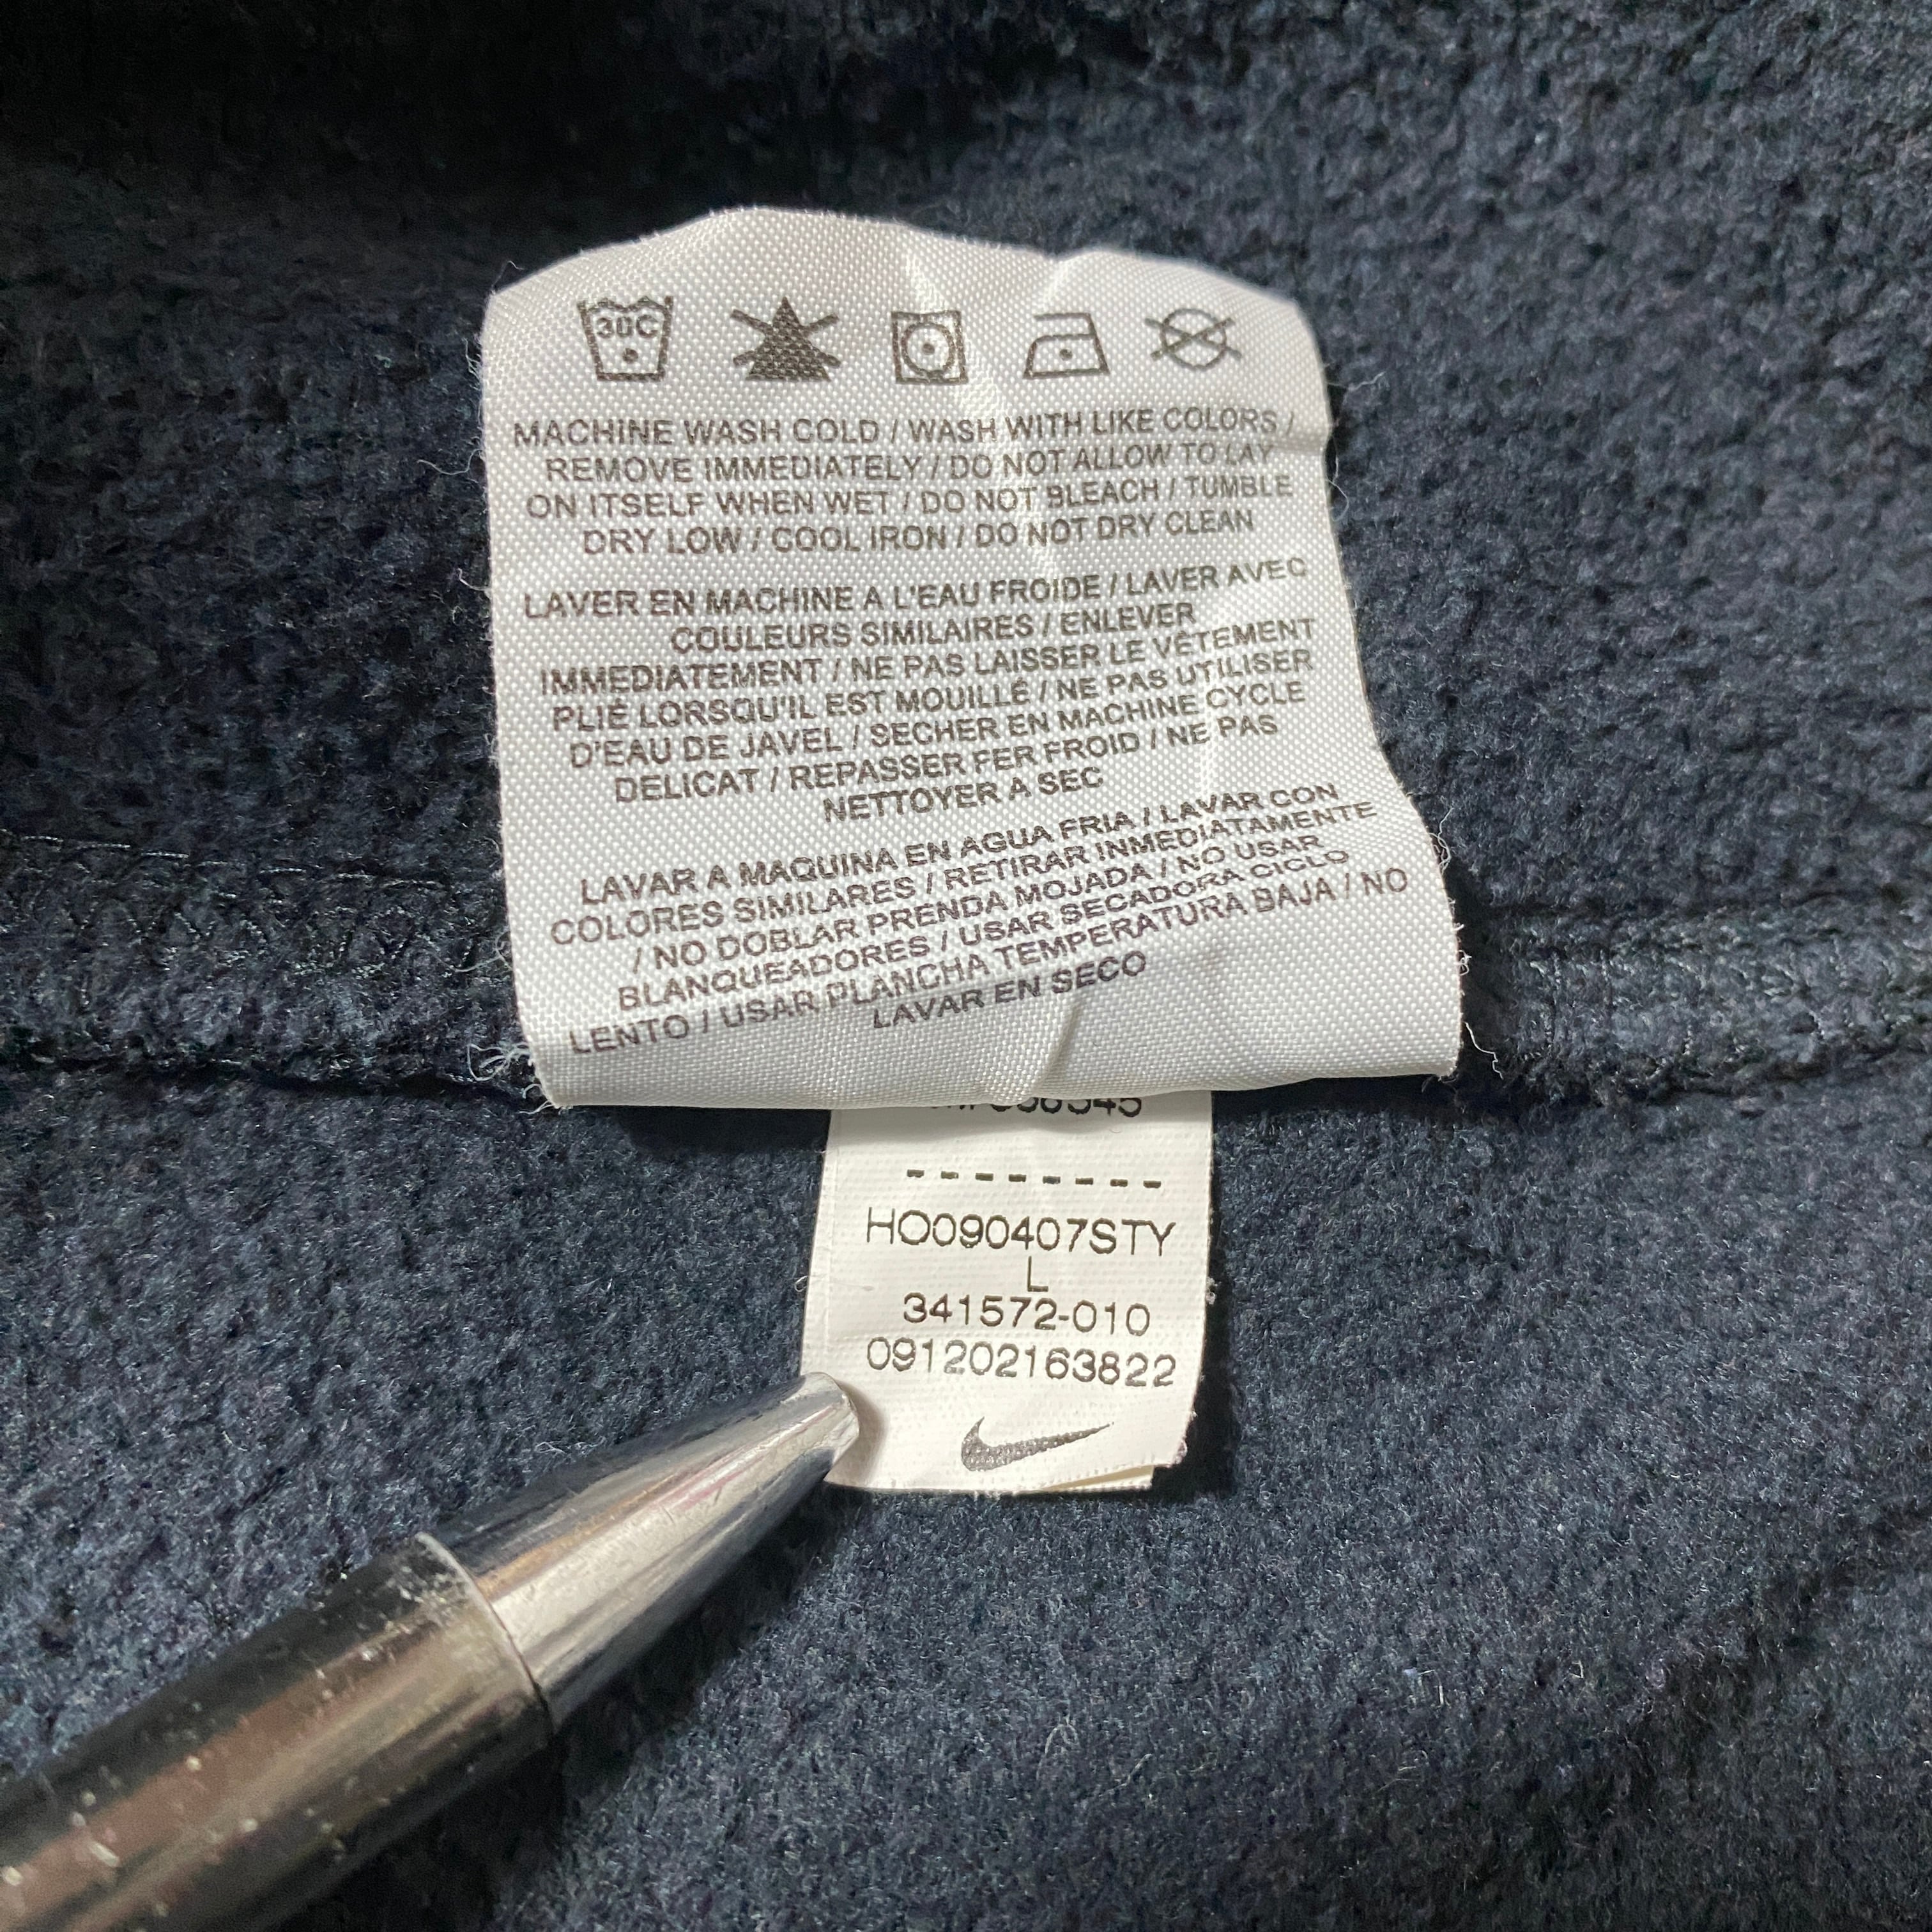 30C
MACHINE WASH COLD / WASH WITH LIKE COLORS /
REMOVE IMMEDIATELY / DO NOT ALLOW TO LAY
ON ITSELF WHEN WET / DO NOT BLEACH / TUMBLE
DRY LOW / COOL IRON / DO NOT DRY CLEAN
LAVER EN MACHINE A L'EAU FROIDE / LAVER AVEC
COULEURS SIMILAIRES / ENLEVER
IMMEDIATEMENT / NE PAS LAISSER LE VÊTEMENT
PLIÉ LORSQU'IL EST MOUILLÉ / NE PAS UTILISER
D'EAU DE JAVEL / SECHER EN MACHINE CYCLE
DELICAT / REPASSER FER FROID / NE PAS
NETTOYER A SEC
LAVAR A MAQUINA EN AGUA FRIA / LAVAR CON
COLORES SIMILARES / RETIRAR INMEDIATAMENTE
/ NO DOBLAR PRENDA MOJADA / NO USAR
BLANQUEADORES / USAR SECADORA CICLO
LENTO / USAR PLANCHA TEMPERATURA BAJA / NO
LAVAR EN SECO
--------
HO090407STY
L
341572-010
091202163822